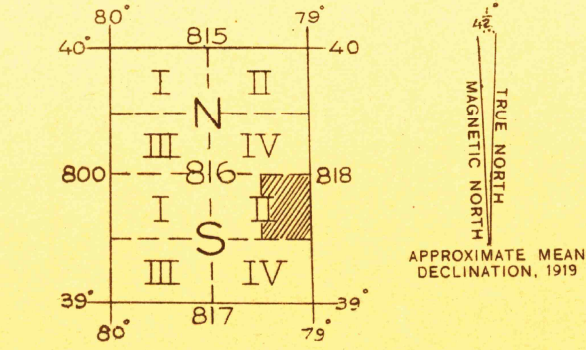 80° 79°
815
40° 40
I II
N
III IV
800 816 818
I II
S
III IV
39° 39°
817
80° 79°
MAGNETIC NORTH
TRUE NORTH
APPROXIMATE MEAN
DECLINATION, 1919